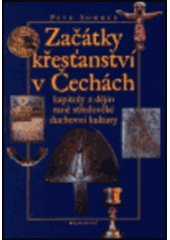 PETR SOMMER
Začátky
křesťanství
v Čechách
kapitoly z dějin
raně středověké
duchovní kultury